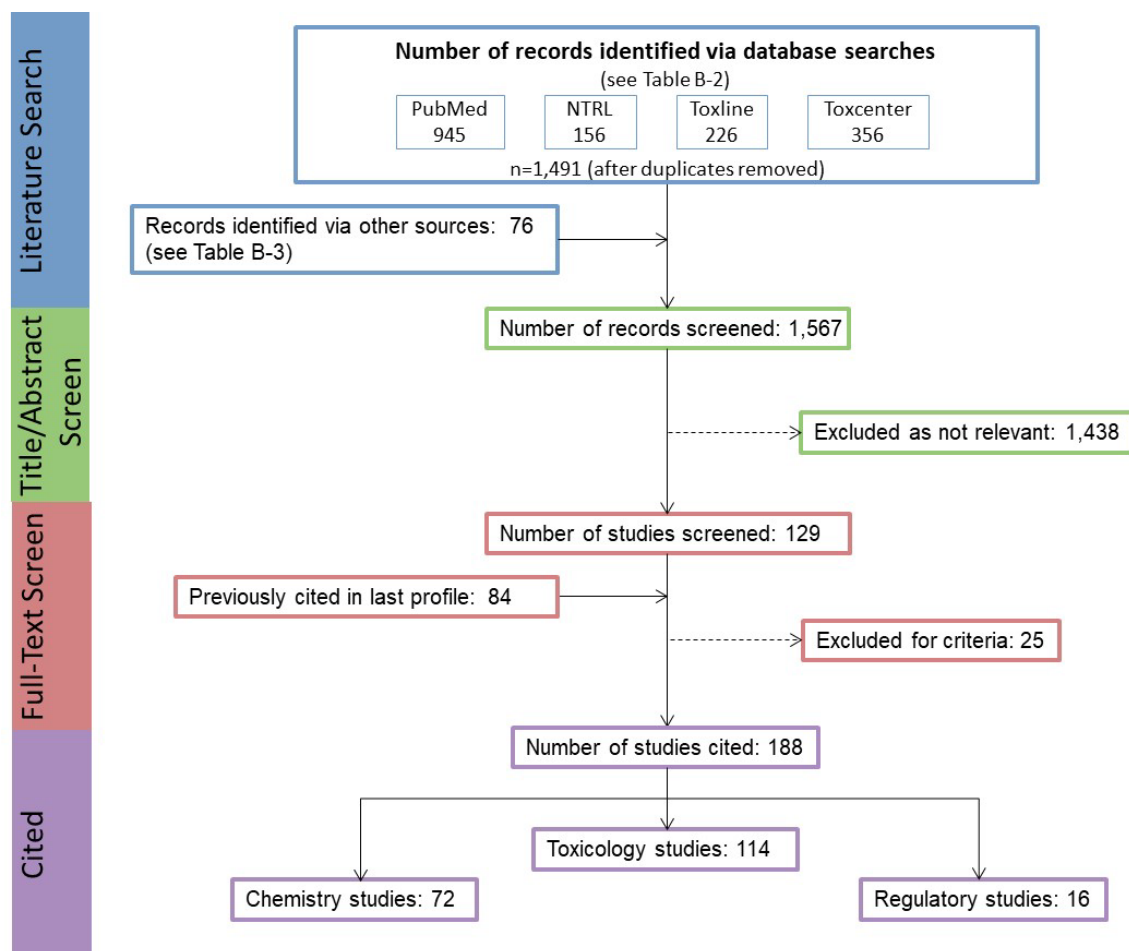 Literature Search
Number of records identified via database searches
(see Table B-2)
PubMed
945
NTRL
156
Toxline
226
Toxcenter
356
n=1,491 (after duplicates removed)
Records identified via other sources: 76
(see Table B-3)
Title/Abstract
Screen
Number of records screened: 1,567
Excluded as not relevant: 1,438
Full-Text Screen
Number of studies screened: 129
Previously cited in last profile: 84
Excluded for criteria: 25
Cited
Number of studies cited: 188
Toxicology studies: 114
Chemistry studies: 72
Regulatory studies: 16